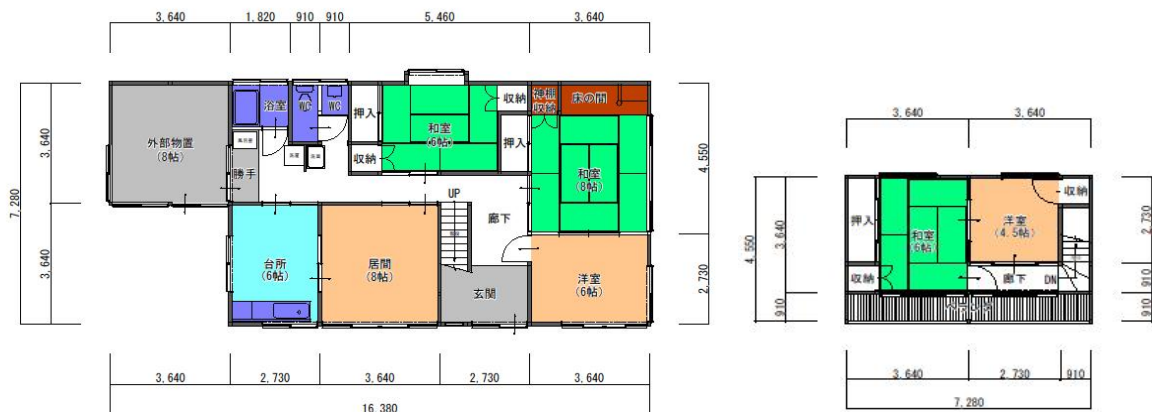 3,640
1,820
910
910
5,460
3,640
7,280
3,640
3,640
4,550
2,730
外部物置
(8帖)
浴室
WC
WC
押入
和室
(6帖)
収納
神棚
収納
床の間
勝手
収納
押入
和室
(8帖)
UP
廊下
台所
(6帖)
居間
(8帖)
玄関
洋室
(6帖)
3,640
2,730
3,640
2,730
3,640
16,380
3,640
3,640
4,550
3,640
910
2,730
910
910
押入
和室
(6帖)
洋室
(4.5帖)
収納
収納
廊下
DN
3,640
2,730
910
7,280